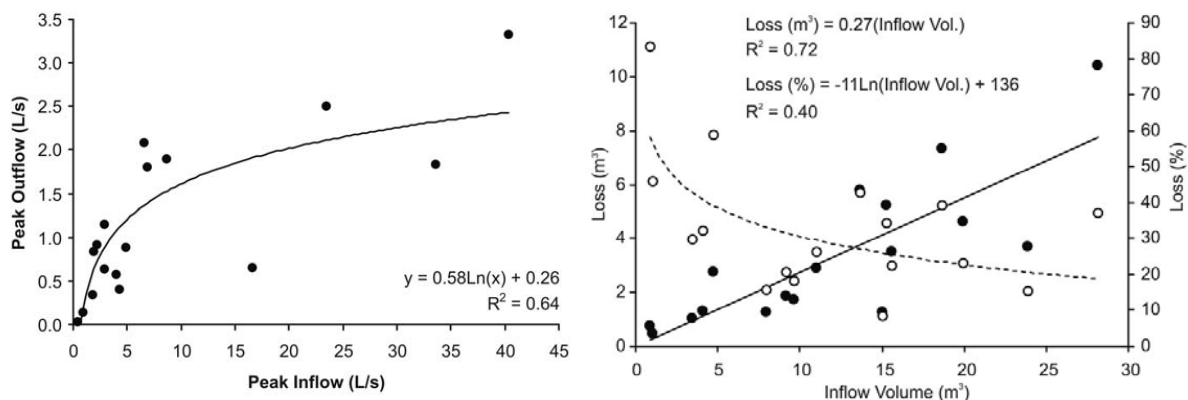 3.5
3.0
2.5
2.0
1.5
1.0
0.5
0.0
Peak Outflow (L/s)
y = 0.58Ln(x) + 0.26
R² = 0.64
0 5 10 15 20 25 30 35 40 45
Peak Inflow (L/s)
12
10
8
6
4
2
0
Loss (m³)
Loss (m³) = 0.27(Inflow Vol.)
R² = 0.72
Loss (%) = -11Ln(Inflow Vol.) + 136
R² = 0.40
90
80
70
60
50
40
30
20
10
0
Loss (%)
0 5 10 15 20 25 30
Inflow Volume (m³)